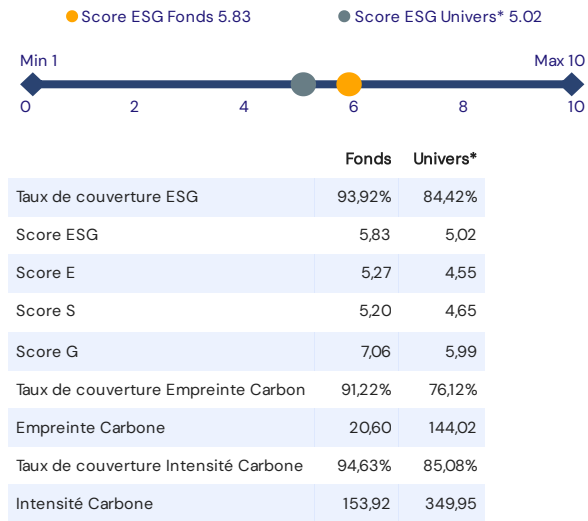 Score ESG Fonds 5.83 Score ESG Univers* 5.02
Min 1 Max 10
0 2 4 6 8 10
Fonds Univers*
Taux de couverture ESG 93,92% 84,42%
Score ESG 5,83 5,02
Score E 5,27 4,55
Score S 5,20 4,65
Score G 7,06 5,99
Taux de couverture Empreinte Carbon 91,22% 76,12%
Empreinte Carbone 20,60 144,02
Taux de couverture Intensité Carbone 94,63% 85,08%
Intensité Carbone 153,92 349,95